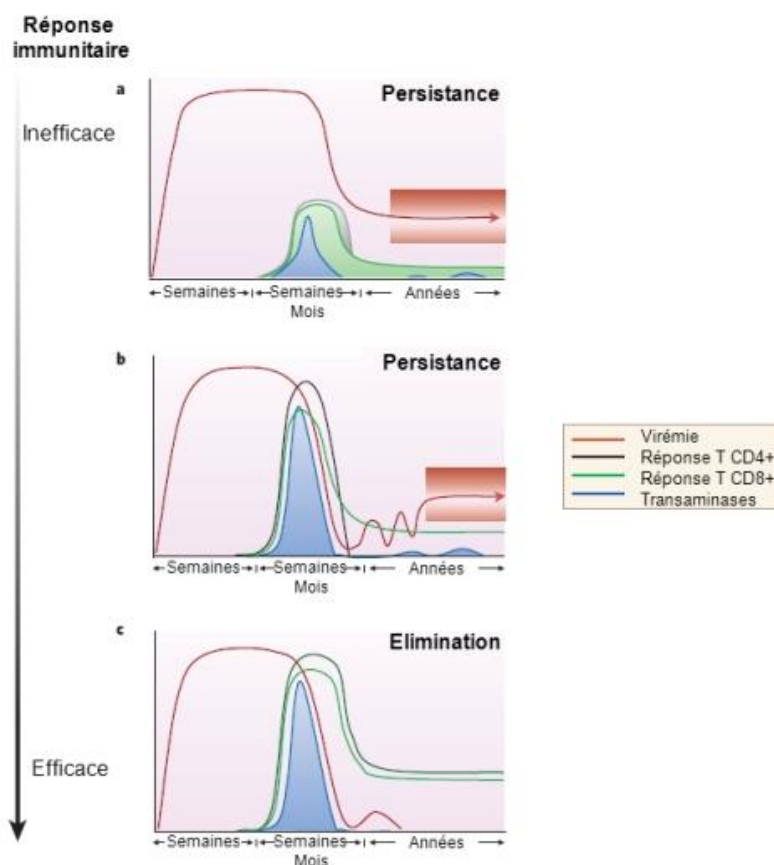 Réponse
immunitaire
a
Persistance
Inefficace
Semaines
Semaines
Années
Mois
b
Persistance
Virémie
Réponse T CD4+
Réponse T CD8+
Transaminases
Semaines
Semaines
Années
Mois
c
Elimination
Efficace
Semaines
Semaines
Années
Mois